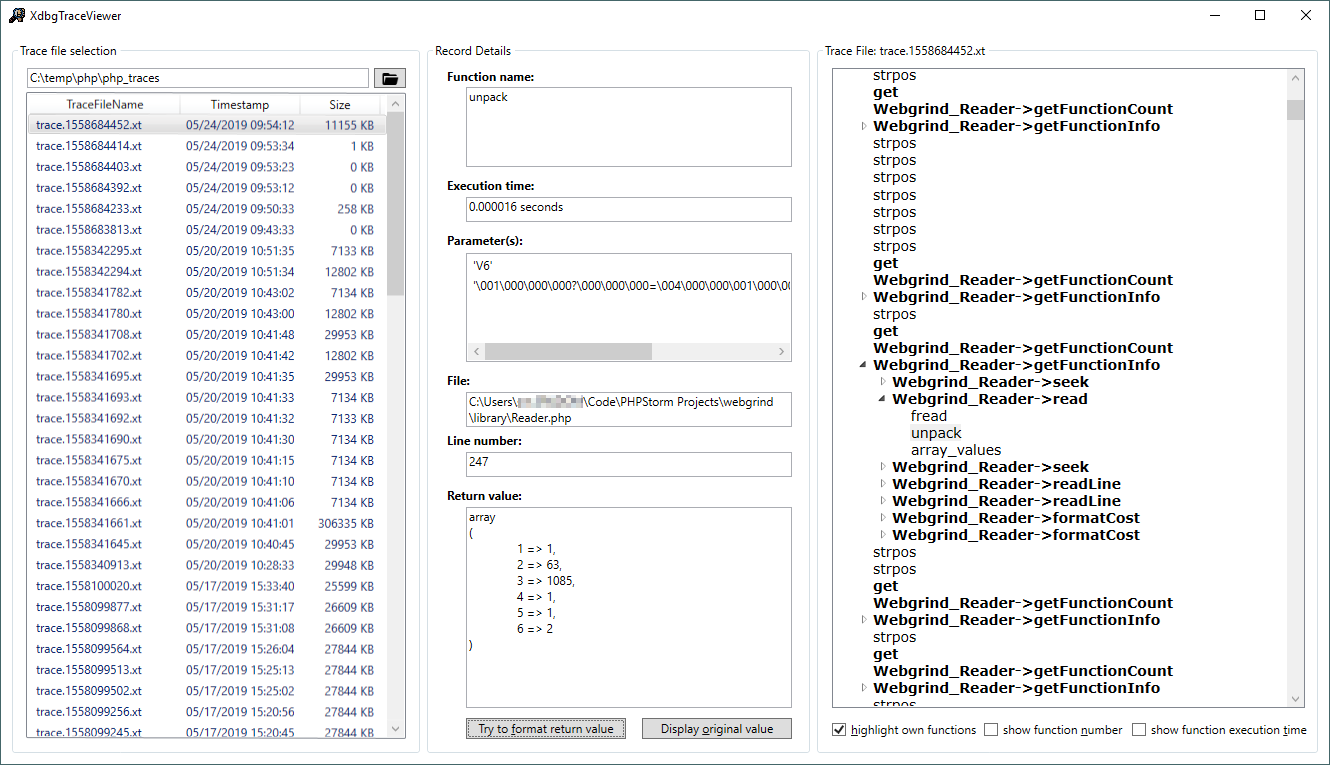 XdbgTraceViewer
Trace file selection
C:\temp\php\php_traces
TraceFileName Timestamp Size
trace.1558684452.xt 05/24/2019 09:54:12 11155 KB
trace.1558684414.xt 05/24/2019 09:53:34 1 KB
trace.1558684403.xt 05/24/2019 09:53:23 0 KB
trace.1558684392.xt 05/24/2019 09:53:12 0 KB
trace.1558684233.xt 05/24/2019 09:50:33 258 KB
trace.1558683813.xt 05/24/2019 09:43:33 0 KB
trace.1558342295.xt 05/20/2019 10:51:35 7133 KB
trace.1558342294.xt 05/20/2019 10:51:34 12802 KB
trace.1558341782.xt 05/20/2019 10:43:02 7134 KB
trace.1558341780.xt 05/20/2019 10:43:00 12802 KB
trace.1558341708.xt 05/20/2019 10:41:48 29953 KB
trace.1558341702.xt 05/20/2019 10:41:42 12802 KB
trace.1558341695.xt 05/20/2019 10:41:35 29953 KB
trace.1558341693.xt 05/20/2019 10:41:33 7134 KB
trace.1558341692.xt 05/20/2019 10:41:32 7133 KB
trace.1558341690.xt 05/20/2019 10:41:30 7134 KB
trace.1558341675.xt 05/20/2019 10:41:15 7134 KB
trace.1558341670.xt 05/20/2019 10:41:10 7134 KB
trace.1558341666.xt 05/20/2019 10:41:06 7134 KB
trace.1558341661.xt 05/20/2019 10:41:01 306335 KB
trace.1558341645.xt 05/20/2019 10:40:45 29953 KB
trace.1558340913.xt 05/20/2019 10:28:33 29948 KB
trace.1558100020.xt 05/17/2019 15:33:40 25599 KB
trace.1558099877.xt 05/17/2019 15:31:17 26609 KB
trace.1558099868.xt 05/17/2019 15:31:08 26609 KB
trace.1558099564.xt 05/17/2019 15:26:04 27844 KB
trace.1558099513.xt 05/17/2019 15:25:13 27844 KB
trace.1558099502.xt 05/17/2019 15:25:02 27844 KB
trace.1558099256.xt 05/17/2019 15:20:56 27844 KB
trace.1558099245.xt 05/17/2019 15:20:45 27844 KB
Record Details
Function name:
unpack
Execution time:
0.000016 seconds
Parameter(s):
'V6'
'\001\000\000\000?\000\000\000=\004\000\000\001\000\00
File:
C:\Users\ \Code\PHPStorm Projects\webgrind
\library\Reader.php
Line number:
247
Return value:
array
(
1 => 1,
2 => 63,
3 => 1085,
4 => 1,
5 => 1,
6 => 2
)
Try to format return value Display original value
Trace File: trace.1558684452.xt
strpos
get
Webgrind_Reader->getFunctionCount
Webgrind_Reader->getFunctionInfo
strpos
strpos
strpos
strpos
strpos
strpos
strpos
strpos
get
Webgrind_Reader->getFunctionCount
Webgrind_Reader->getFunctionInfo
strpos
get
Webgrind_Reader->getFunctionCount
Webgrind_Reader->getFunctionInfo
Webgrind_Reader->seek
Webgrind_Reader->read
fread
unpack
array_values
Webgrind_Reader->seek
Webgrind_Reader->readLine
Webgrind_Reader->readLine
Webgrind_Reader->formatCost
Webgrind_Reader->formatCost
strpos
strpos
get
Webgrind_Reader->getFunctionCount
Webgrind_Reader->getFunctionInfo
strpos
get
Webgrind_Reader->getFunctionCount
Webgrind_Reader->getFunctionInfo
strpos
highlight own functions show function number show function execution time